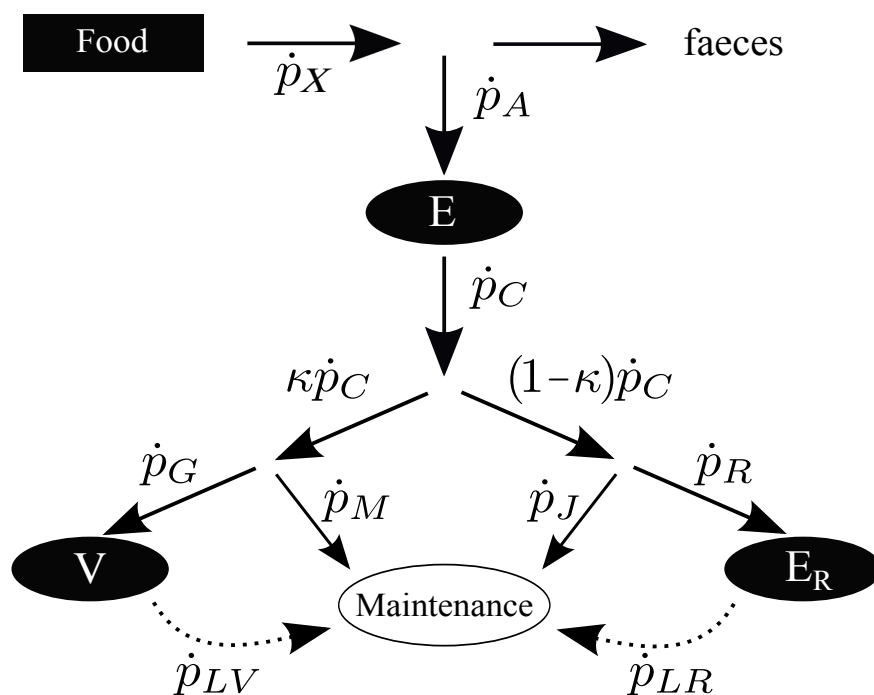 Food
faeces
ṗ_X
ṗ_A
E
ṗ_C
κṗ_C
(1-κ)ṗ_C
ṗ_G
ṗ_M
ṗ_J
ṗ_R
V
Maintenance
E_R
ṗ_LV
ṗ_LR